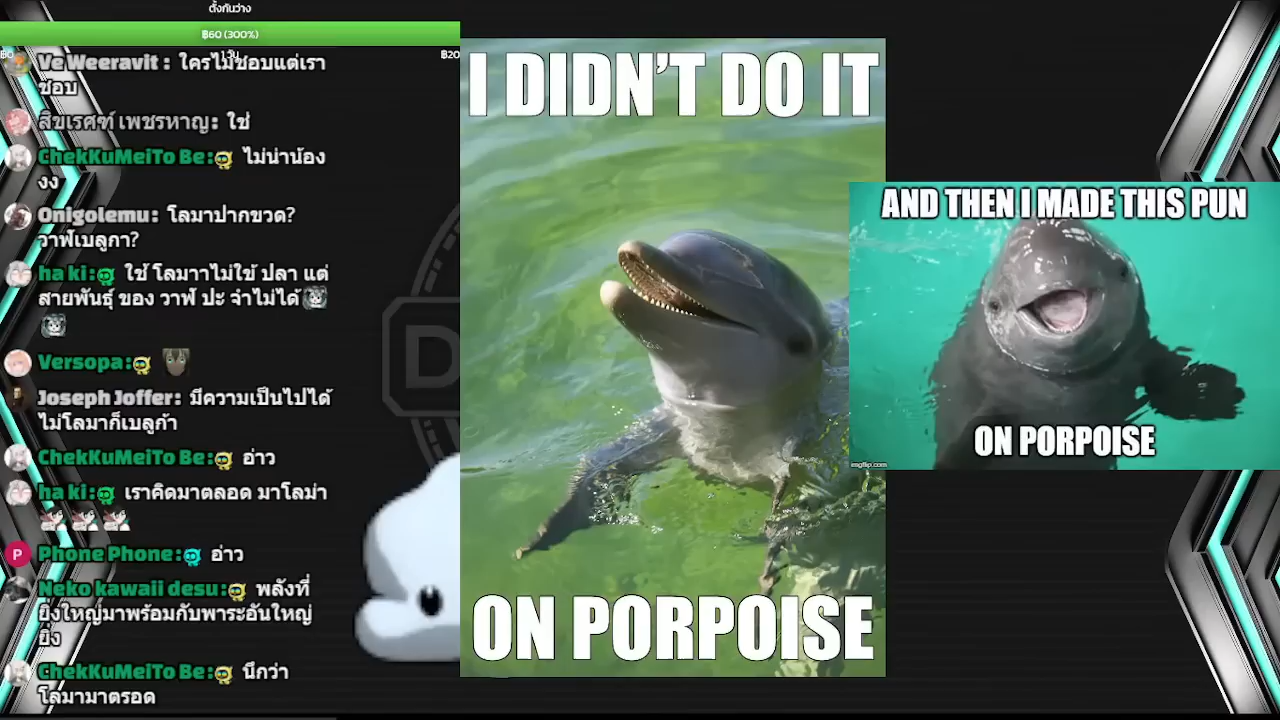 ตั้งกันว่าง
฿60 (300%)
฿0
1 วัน
฿20
Ve Weeravit : ใครไม่ชอบแต่เรา
ชอบ
สิขเรศฑ์ เพชรหาญ: ใช่
ChekKuMeiTo Be: ไม่น่าน้อง
งง
Onigolemu: โลมาปากขวด?
วาฬเบลูกา?
ha ki: ใช้ โลมาาไม่ใช้ ปลา แต่
สายพันธุ์ ของ วาฬ ปะ จำไม่ได้
Versopa:
Joseph Joffer: มีความเป็นไปได้
ไม่โลมาก็เบลูก้า
ChekKuMeiTo Be: อ่าว
ha ki: เราคิดมาตลอด มาโลม่า
P
Phone Phone: อ่าว
Neko kawaii desu: พลังที่
ยิ่งใหญ่มาพร้อมกับพาระอันใหญ่
ยิ่ง
ChekKuMeiTo Be: นึกว่า
โลมามาตรอด
D
I DIDN'T DO IT
ON PORPOISE
AND THEN I MADE THIS PUN
ON PORPOISE
imgflip.com